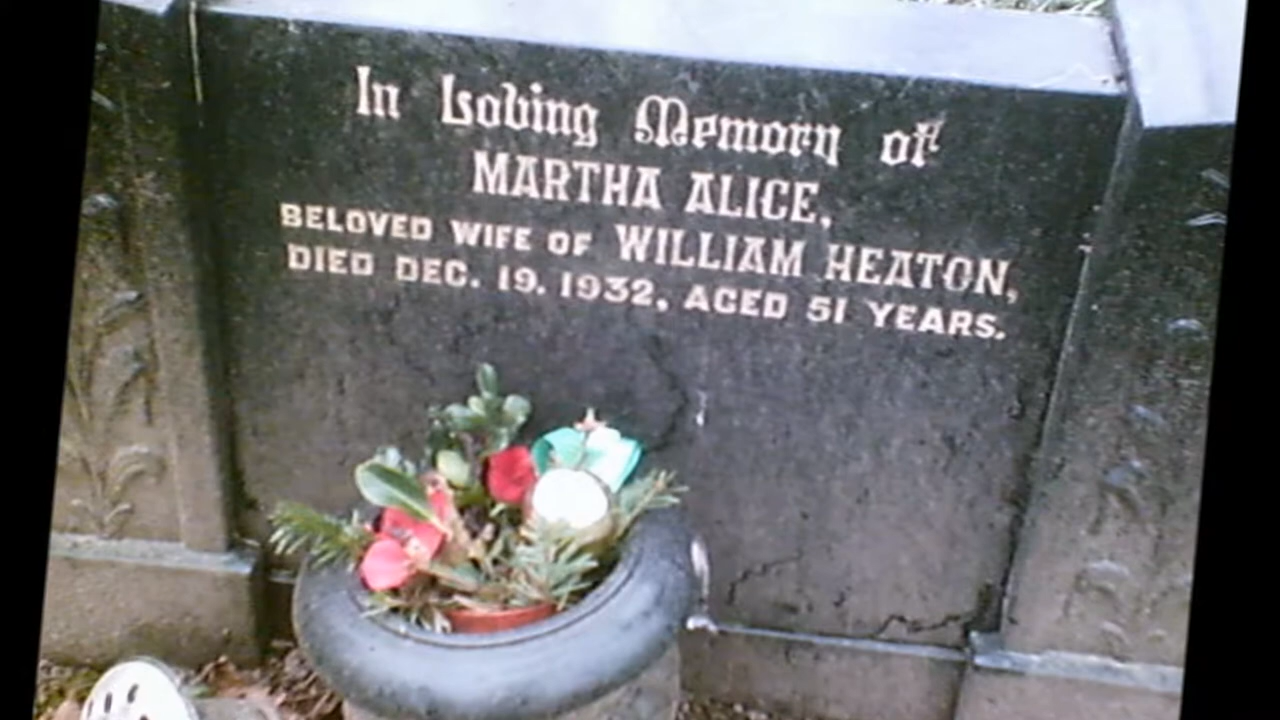 In Loving Memory of
MARTHA ALICE,
BELOVED WIFE OF WILLIAM HEATON,
DIED DEC. 19. 1932, AGED 51 YEARS.